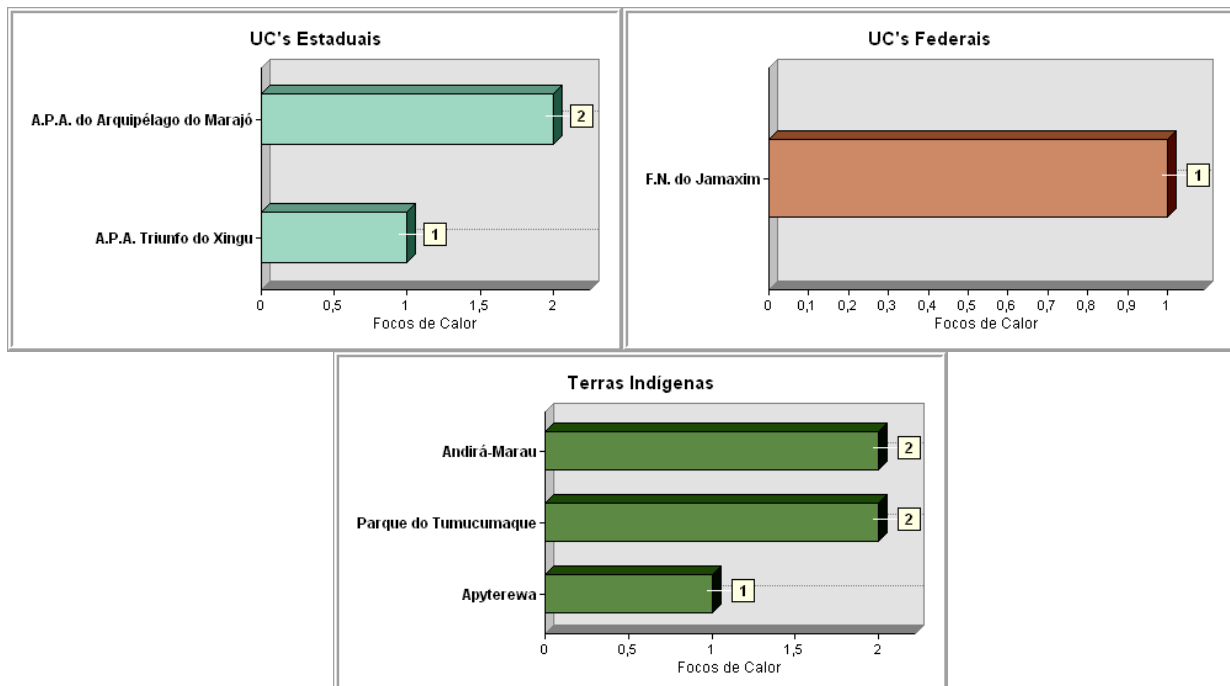 UC's Estaduais
A.P.A. do Arquipélago do Marajó
2
A.P.A. Triunfo do Xingu
1
0 0,5 1 1,5 2
Focos de Calor
UC's Federais
F.N. do Jamaxim
1
0 0,1 0,2 0,3 0,4 0,5 0,6 0,7 0,8 0,9 1
Focos de Calor
Terras Indígenas
Andirá-Marau
2
Parque do Tumucumaque
2
Apyterewa
1
0 0,5 1 1,5 2
Focos de Calor